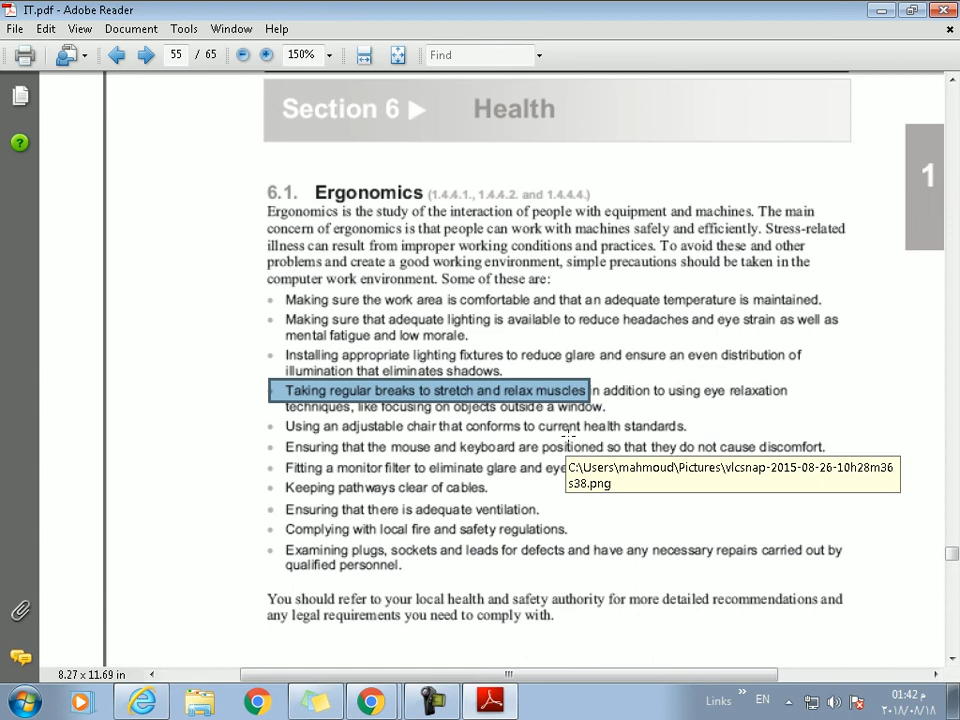 IT.pdf - Adobe Reader
File Edit View Document Tools Window Help
55 / 65 150% Find
Section 6 Health
1
6.1. Ergonomics (1.4.4.1., 1.4.4.2. and 1.4.4.4.)
Ergonomics is the study of the interaction of people with equipment and machines. The main
concern of ergonomics is that people can work with machines safely and efficiently. Stress-related
illness can result from improper working conditions and practices. To avoid these and other
problems and create a good working environment, simple precautions should be taken in the
computer work environment. Some of these are:
• Making sure the work area is comfortable and that an adequate temperature is maintained.
• Making sure that adequate lighting is available to reduce headaches and eye strain as well as
mental fatigue and low morale.
• Installing appropriate lighting fixtures to reduce glare and ensure an even distribution of
illumination that eliminates shadows.
Taking regular breaks to stretch and relax muscles in addition to using eye relaxation
techniques, like focusing on objects outside a window.
• Using an adjustable chair that conforms to current health standards.
• Ensuring that the mouse and keyboard are positioned so that they do not cause discomfort.
• Fitting a monitor filter to eliminate glare and eye
C:\Users\mahmoud\Pictures\vlcsnap-2015-08-26-10h28m36
s38.png
• Keeping pathways clear of cables.
• Ensuring that there is adequate ventilation.
• Complying with local fire and safety regulations.
• Examining plugs, sockets and leads for defects and have any necessary repairs carried out by
qualified personnel.
You should refer to your local health and safety authority for more detailed recommendations and
any legal requirements you need to comply with.
8.27 x 11.69 in
Links » EN 01:42 م
٢٠١٨/٠٨/١٨